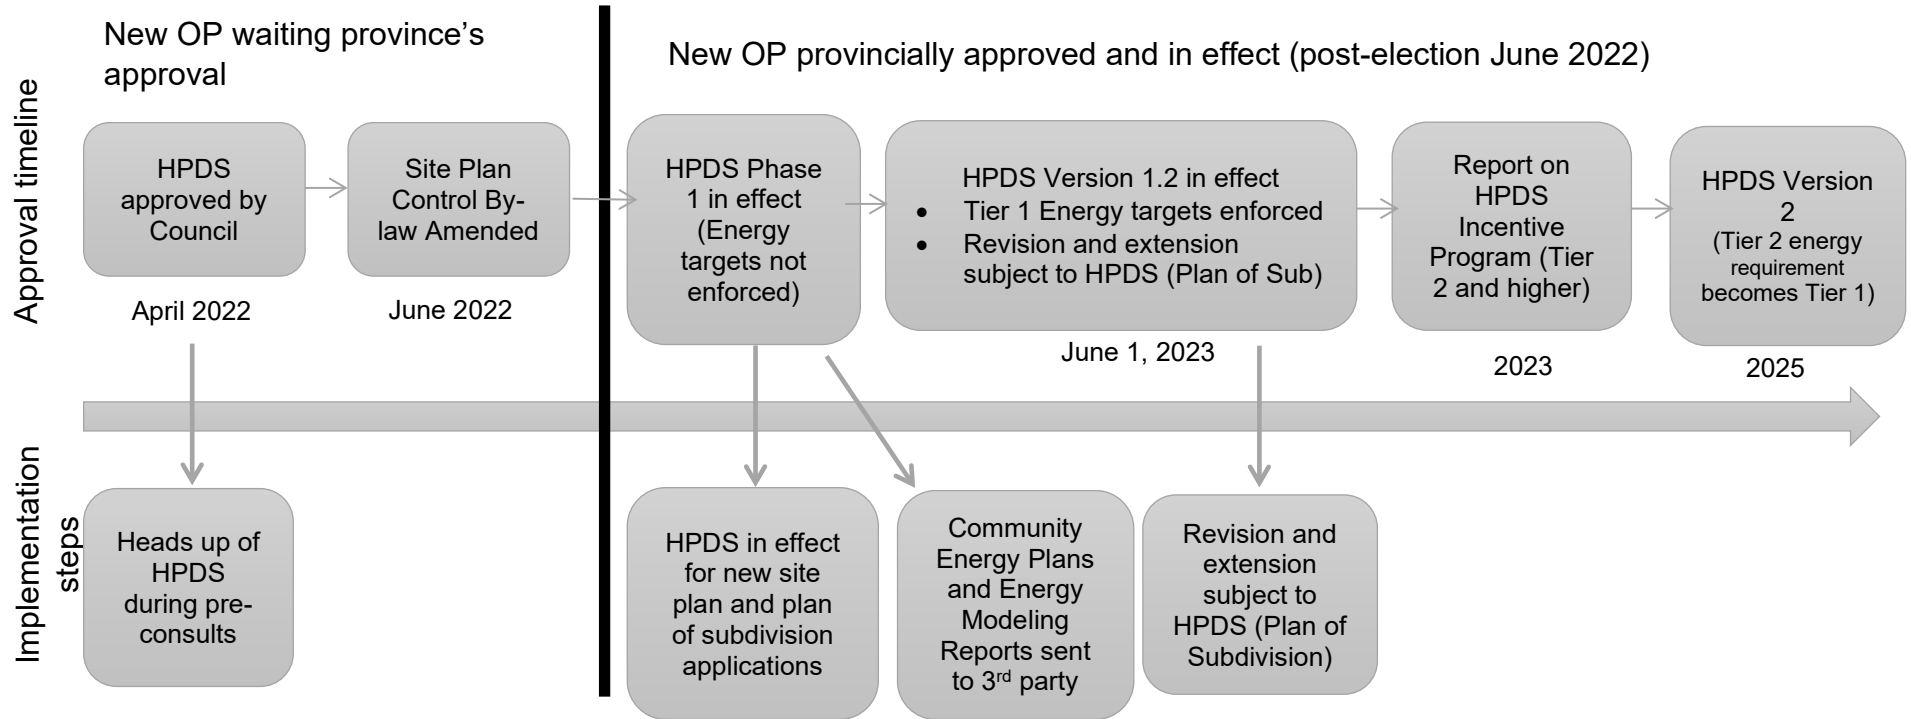 New OP waiting province’s
approval
New OP provincially approved and in effect (post-election June 2022)
Approval timeline
HPDS
approved by
Council
April 2022
Site Plan
Control By-
law Amended
June 2022
HPDS Phase
1 in effect
(Energy
targets not
enforced)
HPDS Version 1.2 in effect
• Tier 1 Energy targets enforced
• Revision and extension
subject to HPDS (Plan of Sub)
June 1, 2023
Report on
HPDS
Incentive
Program (Tier
2 and higher)
2023
HPDS Version
2
(Tier 2 energy
requirement
becomes Tier 1)
2025
Implementation
steps
Heads up of
HPDS
during pre-
consults
HPDS in effect
for new site
plan and plan
of subdivision
applications
Community
Energy Plans
and Energy
Modeling
Reports sent
to 3rd party
Revision and
extension
subject to
HPDS (Plan of
Subdivision)